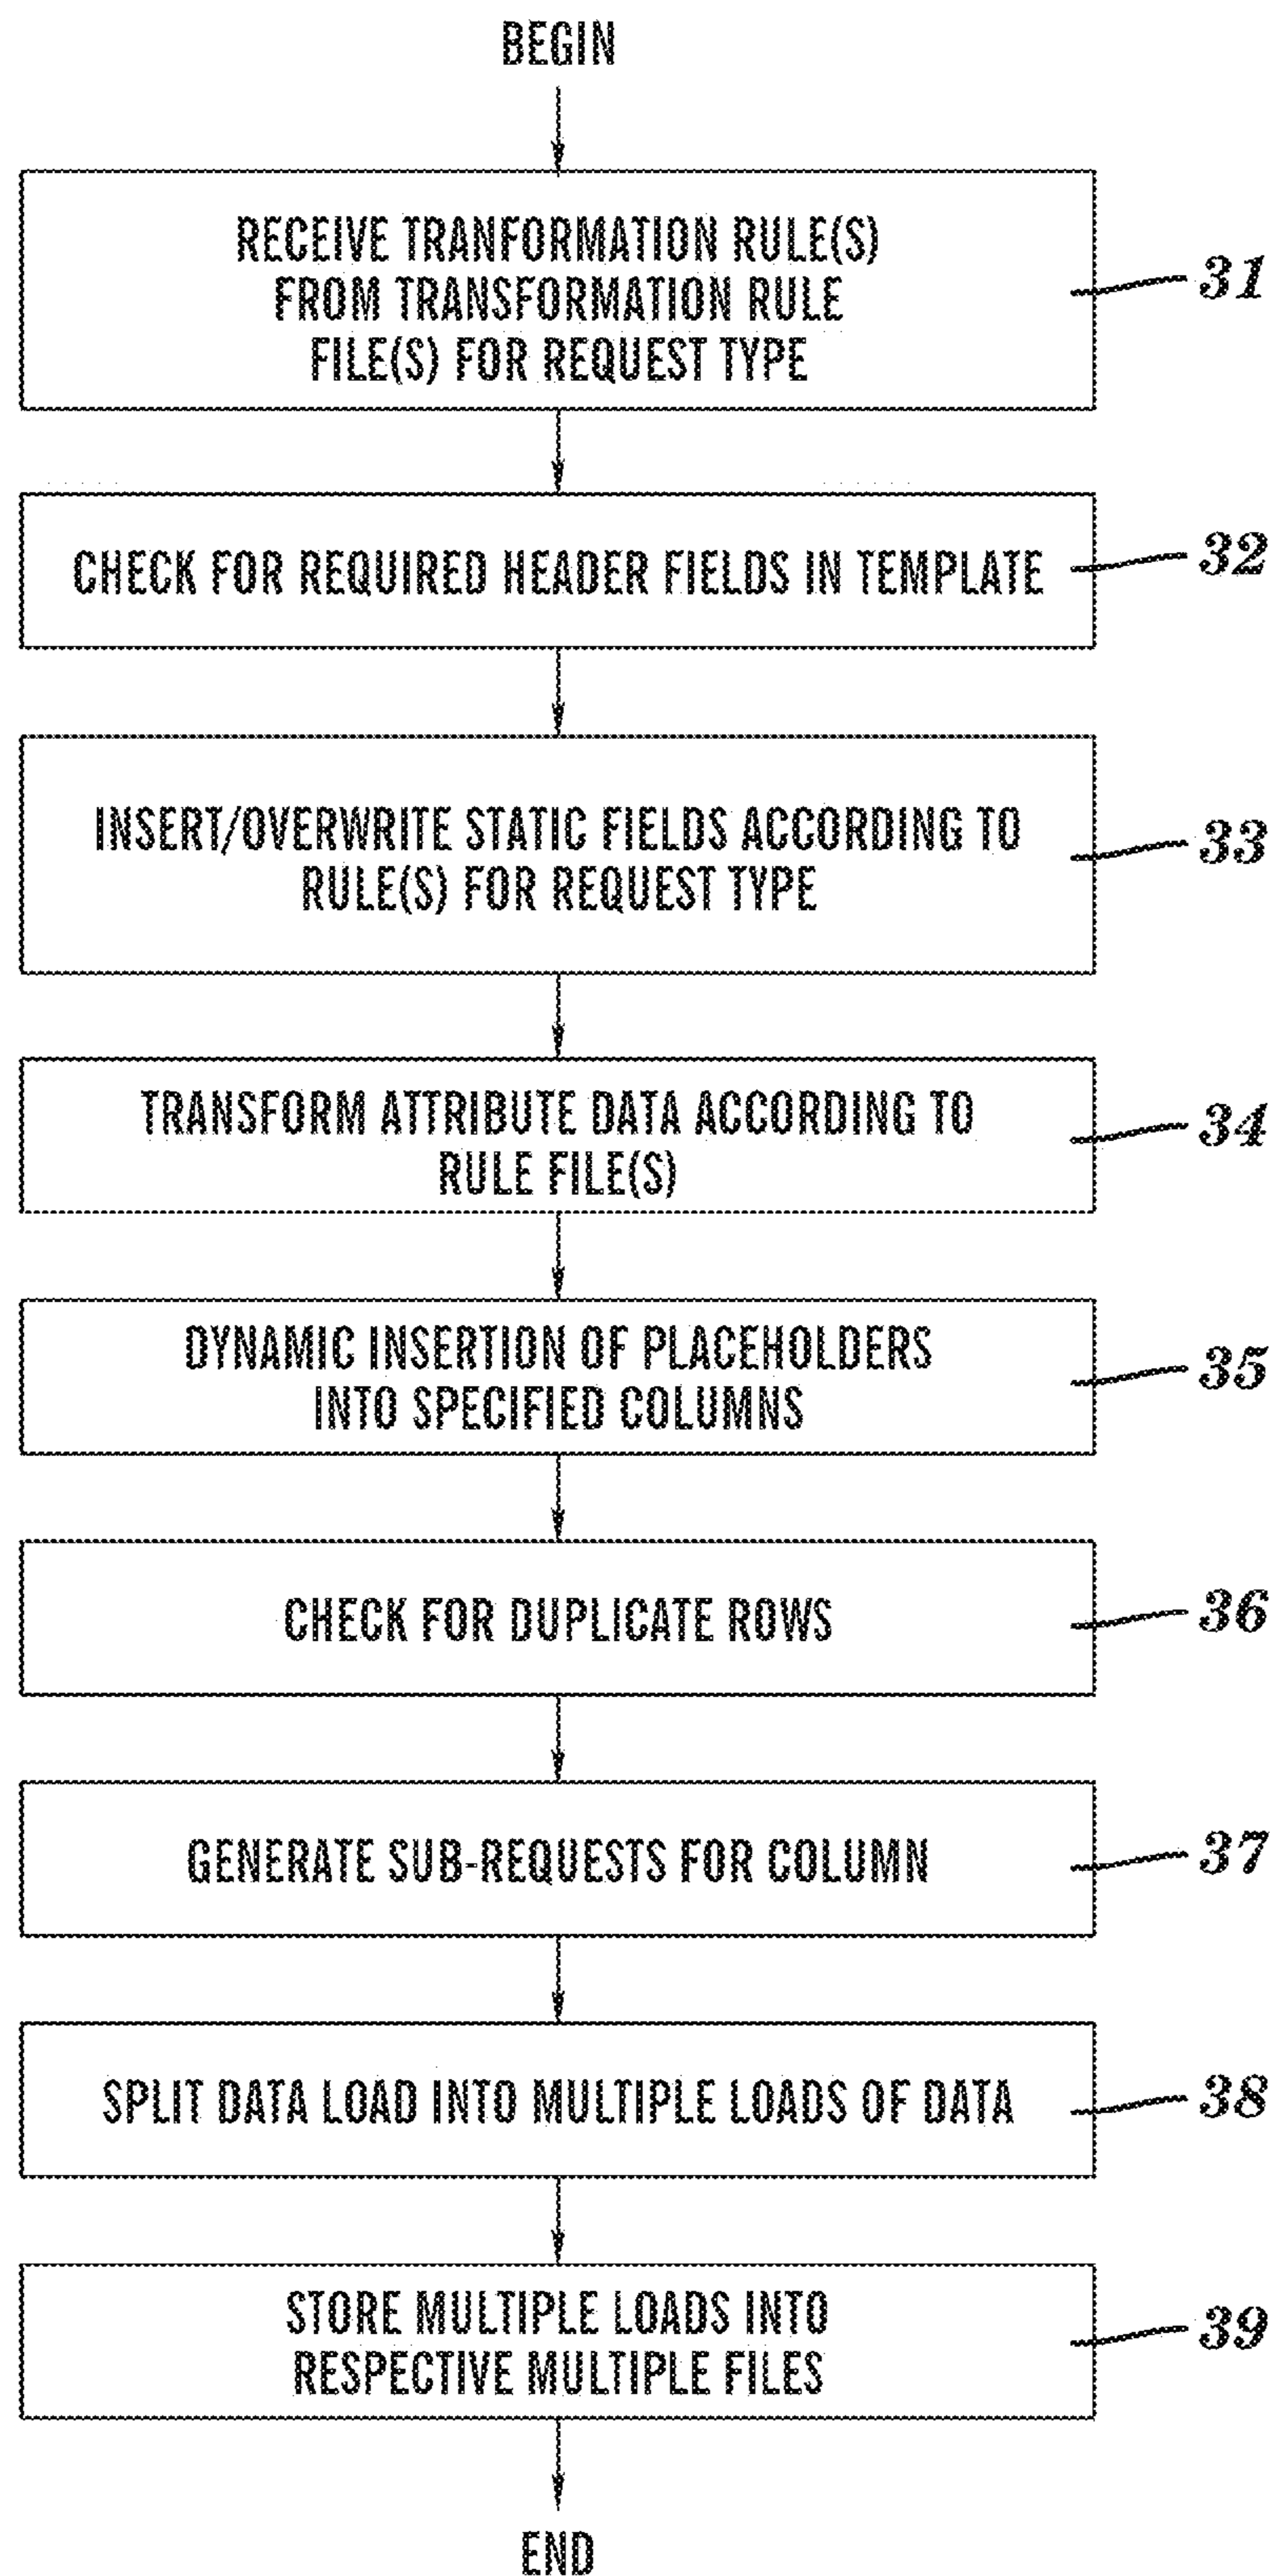 BEGIN
RECEIVE TRANFORMATION RULE(S)
FROM TRANSFORMATION RULE
FILE(S) FOR REQUEST TYPE
31
CHECK FOR REQUIRED HEADER FIELDS IN TEMPLATE
32
INSERT/OVERWRITE STATIC FIELDS ACCORDING TO
RULE(S) FOR REQUEST TYPE
33
TRANSFORM ATTRIBUTE DATA ACCORDING TO
RULE FILE(S)
34
DYNAMIC INSERTION OF PLACEHOLDERS
INTO SPECIFIED COLUMNS
35
CHECK FOR DUPLICATE ROWS
36
GENERATE SUB-REQUESTS FOR COLUMN
37
SPLIT DATA LOAD INTO MULTIPLE LOADS OF DATA
38
STORE MULTIPLE LOADS INTO
RESPECTIVE MULTIPLE FILES
39
END